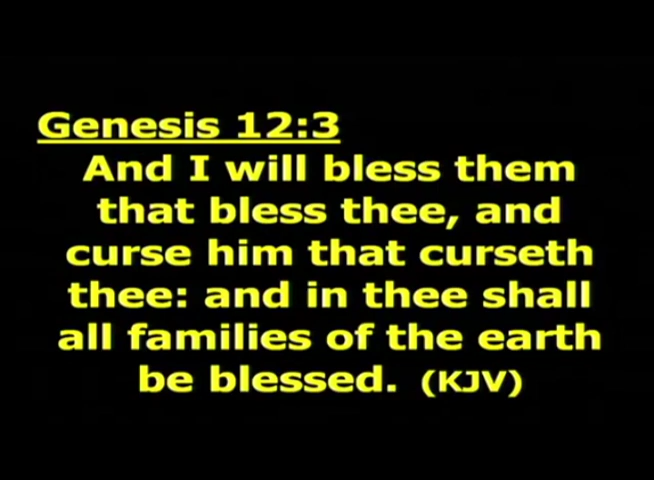 Genesis 12:3
And I will bless them
that bless thee, and
curse him that curseth
thee: and in thee shall
all families of the earth
be blessed. (KJV)